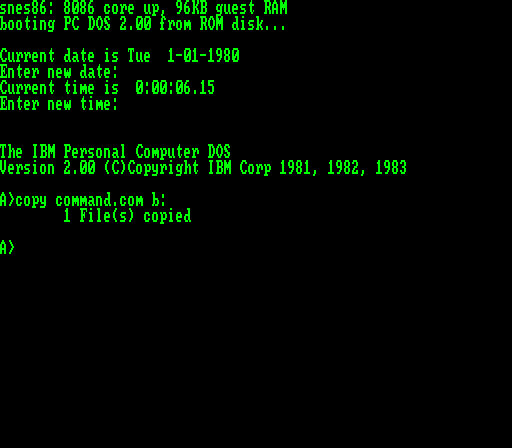 snes86: 8086 core up, 96KB guest RAM
booting PC DOS 2.00 from ROM disk...
Current date is Tue  1-01-1980
Enter new date:
Current time is  0:00:06.15
Enter new time:
The IBM Personal Computer DOS
Version 2.00 (C)Copyright IBM Corp 1981, 1982, 1983
A>copy command.com b:
        1 File(s) copied
A>